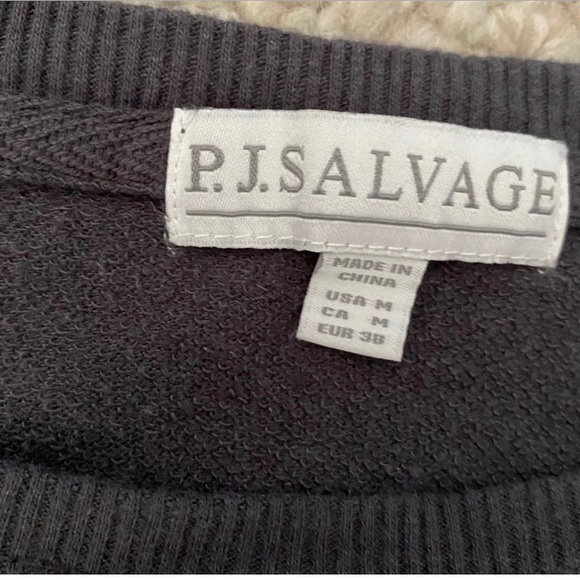 P.J.SALVAGE
MADE IN
CHINA
USA M
CA M
EUR 38